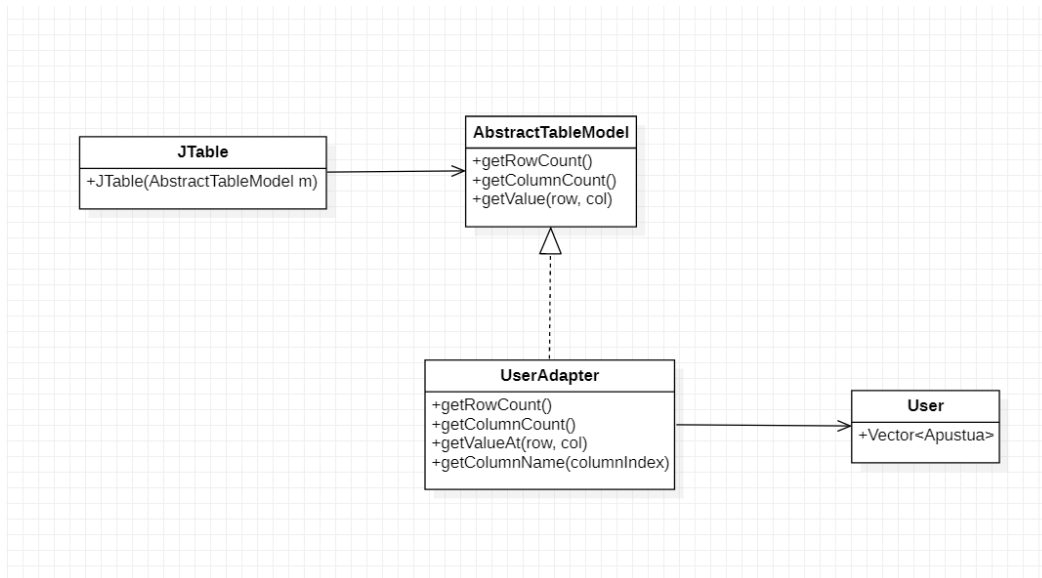 JTable
+JTable(AbstractTableModel m)
AbstractTableModel
+getRowCount()
+getColumnCount()
+getValue(row, col)
UserAdapter
+getRowCount()
+getColumnCount()
+getValueAt(row, col)
+getColumnName(columnIndex)
User
+Vector<Apustua>